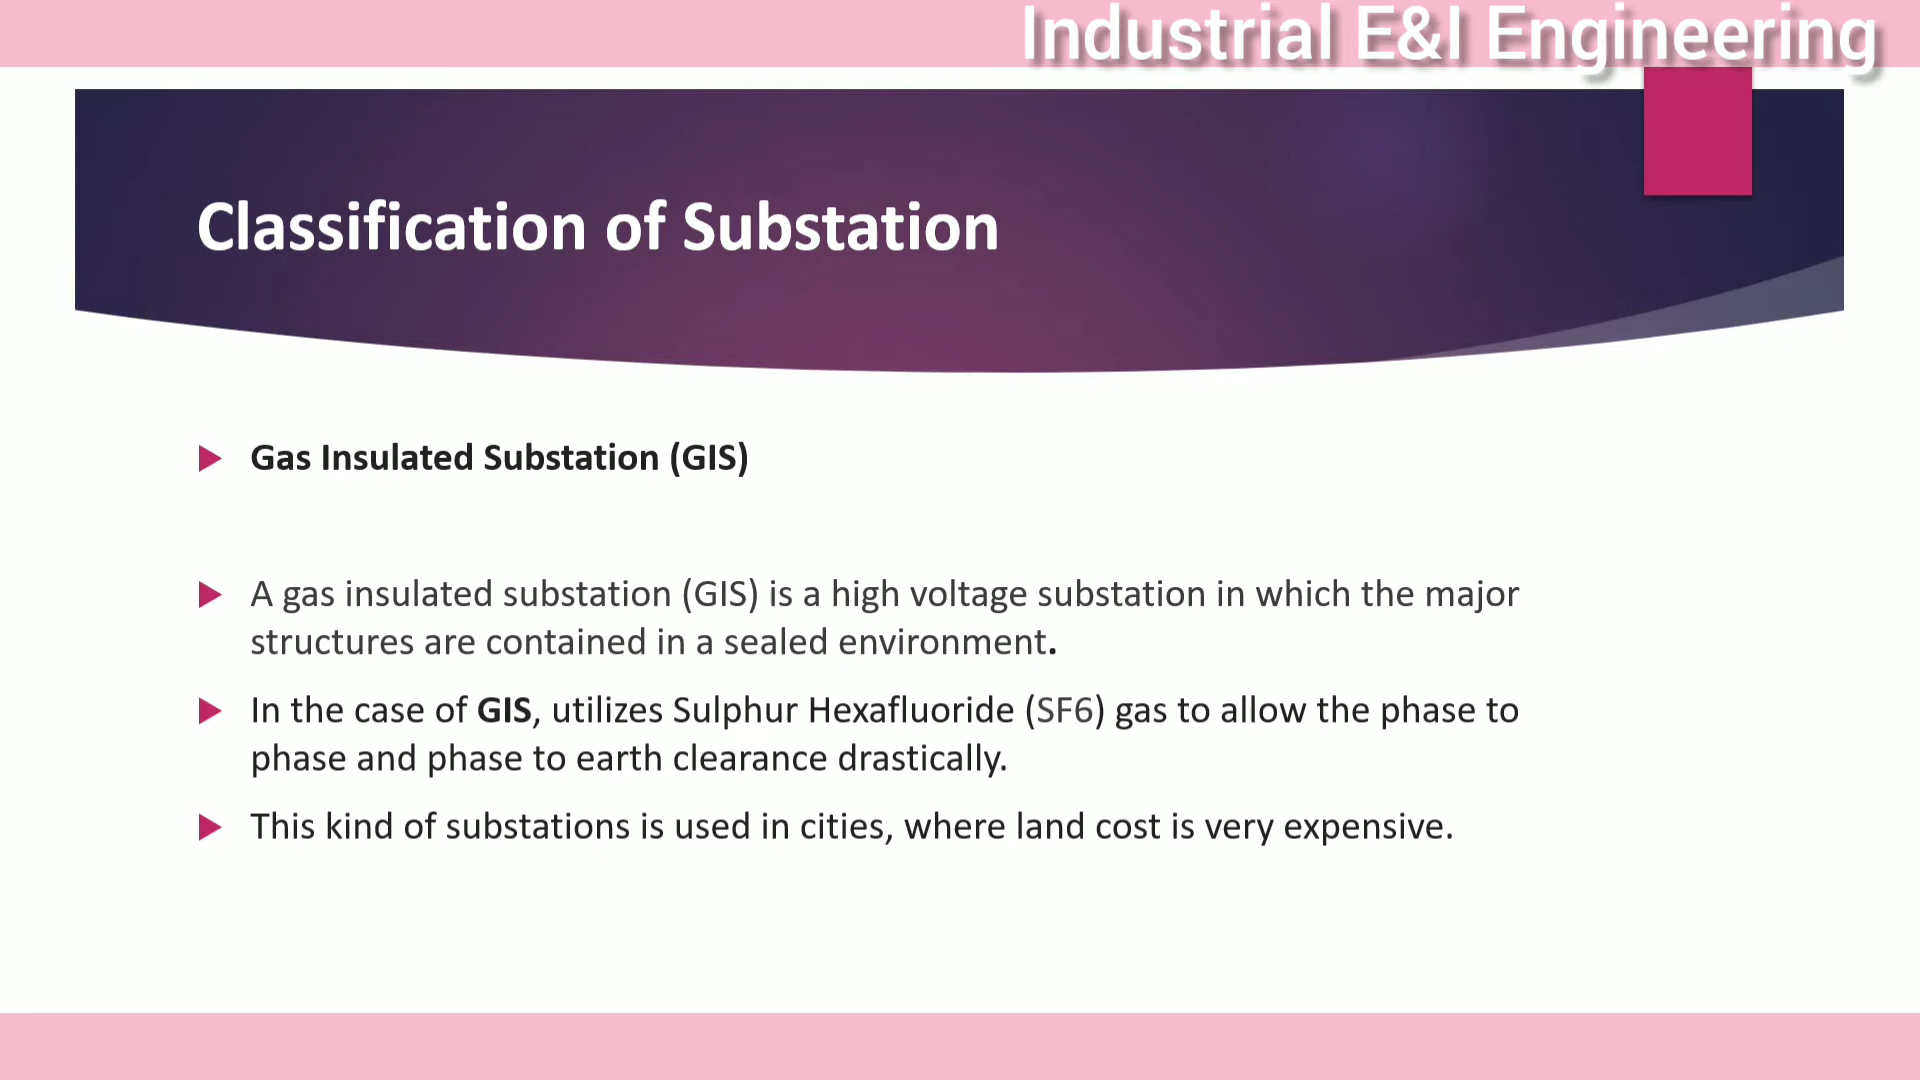 Industrial E&I Engineering
Classification of Substation
Gas Insulated Substation (GIS)
A gas insulated substation (GIS) is a high voltage substation in which the major
structures are contained in a sealed environment.
In the case of GIS, utilizes Sulphur Hexafluoride (SF6) gas to allow the phase to
phase and phase to earth clearance drastically.
This kind of substations is used in cities, where land cost is very expensive.